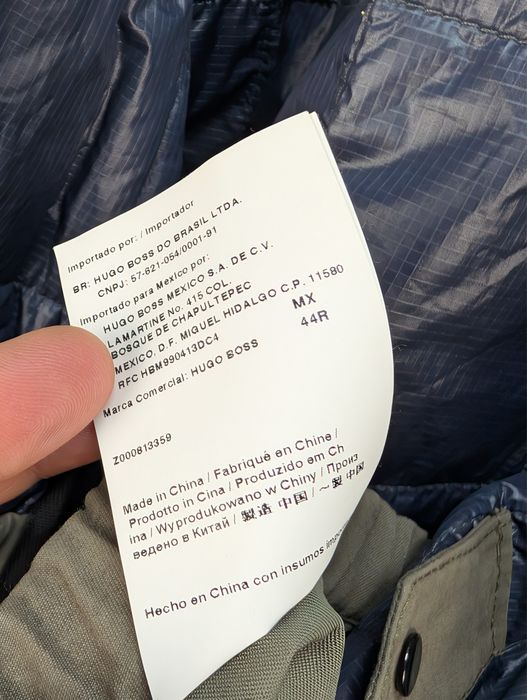 Importado por: / Importador
BR: HUGO BOSS DO BRASIL LTDA.
CNPJ: 57-621-054/0001-91
Importado para Mexico por:
HUGO BOSS MEXICO S.A. DE C.V.
LAMARTINE No. 415 COL.
BOSQUE DE CHAPULTEPEC
MEXICO, D.F. MIGUEL HIDALGO C.P. 11580
RFC HBM990413DC4
MX
44R
Marca Comercial: HUGO BOSS
Z000813359
Made in China / Fabriqué en Chine /
Prodotto in Cina / Produzido em Ch
ina / Wyprodukowano w Chiny / Произ
ведено в Китай / 製造 中国 / ~製 中国
Hecho en China con insumos